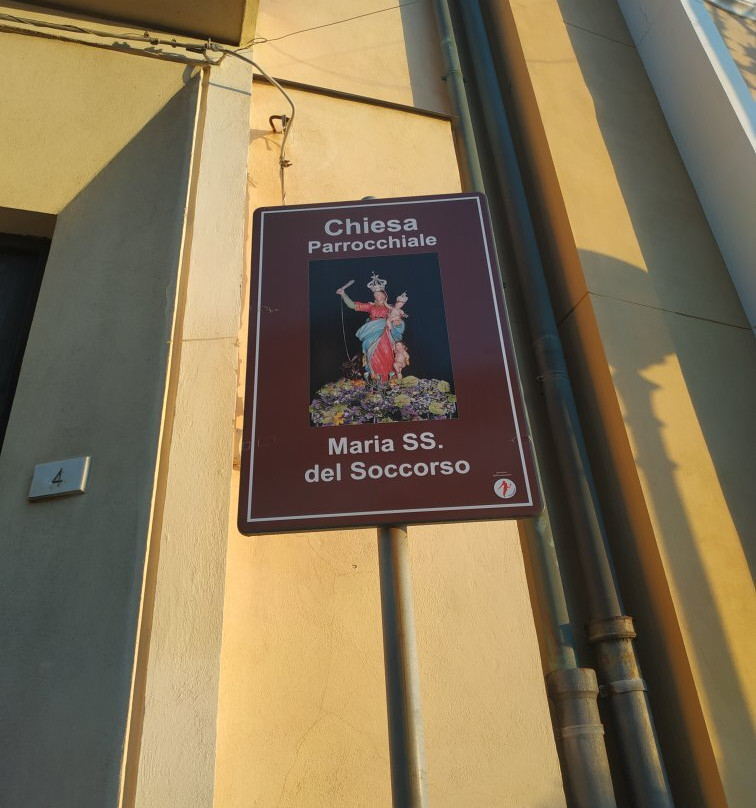 Chiesa
Parrocchiale
Maria SS.
del Soccorso
4